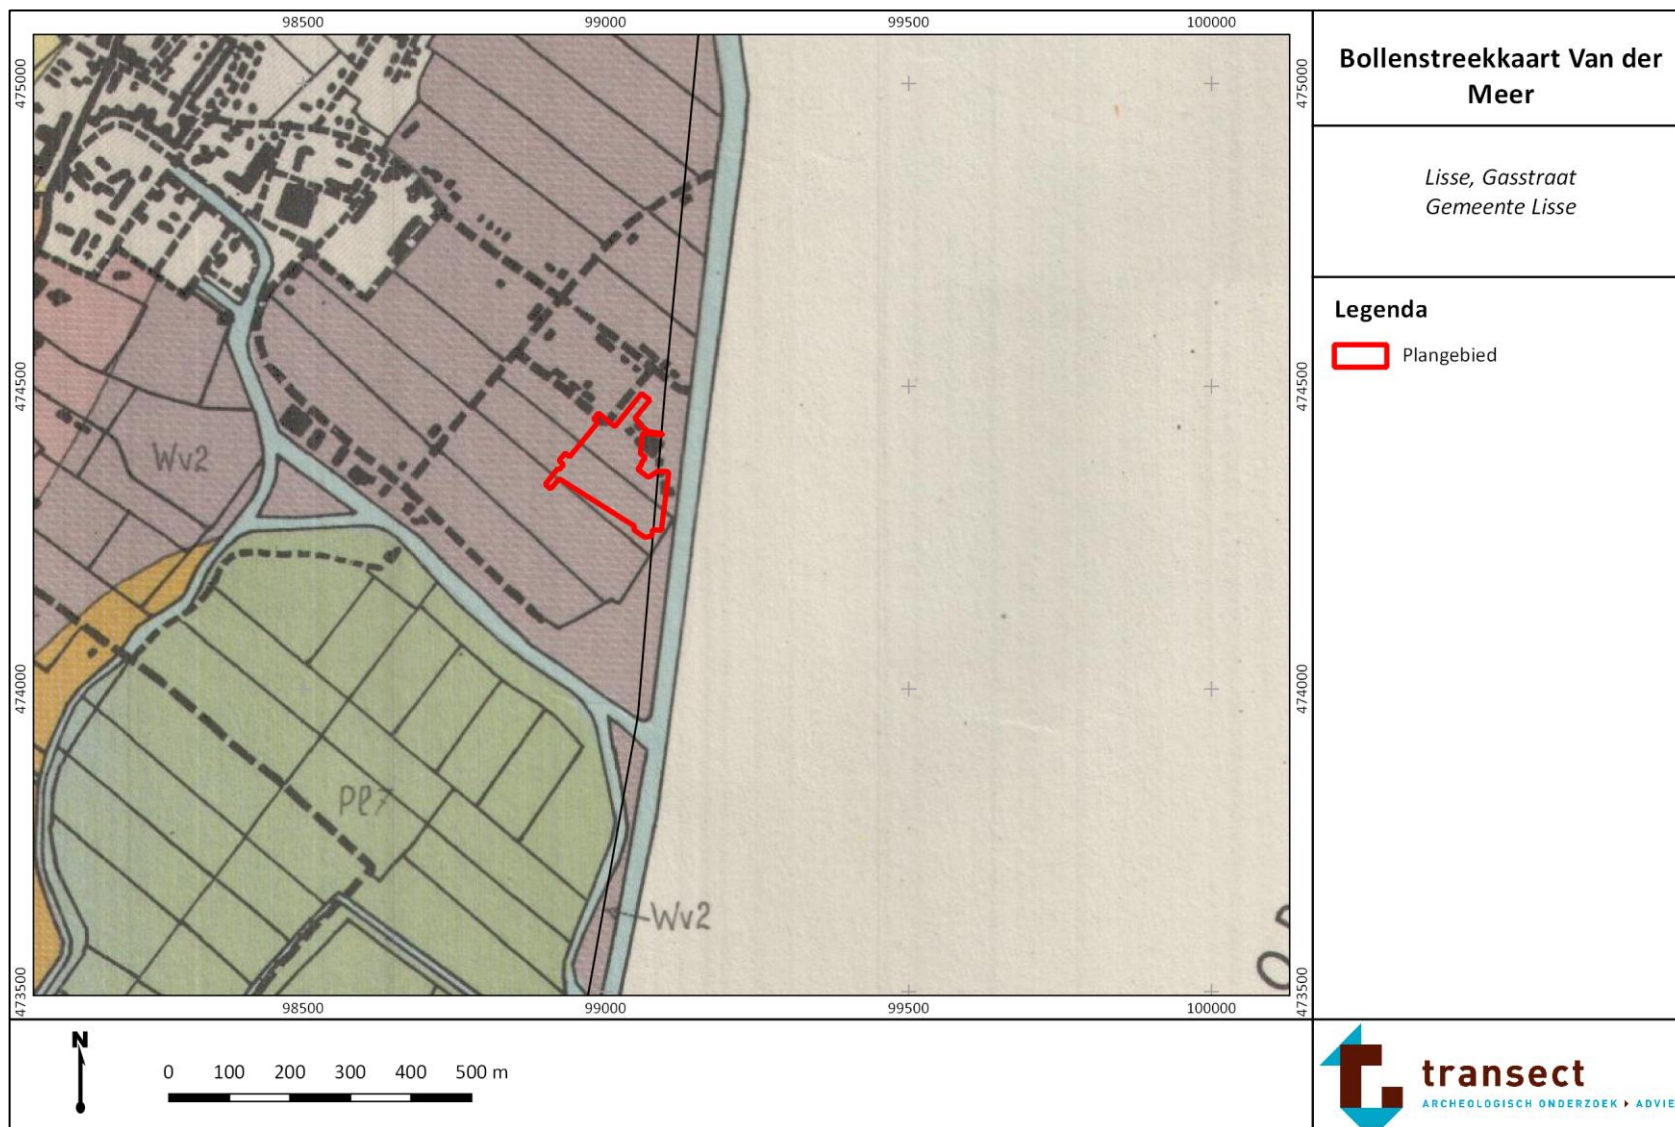 98500
99000
99500
100000
475000
475000
474500
474500
474000
474000
473500
473500
Wv2
Pl7
Wv2
98500
99000
99500
100000
N
0 100 200 300 400 500 m
Bollenstreekkaart Van der
Meer
Lisse, Gasstraat
Gemeente Lisse
Legenda
Plangebied
transect
ARCHEOLOGISCH ONDERZOEK ▸ ADVIE